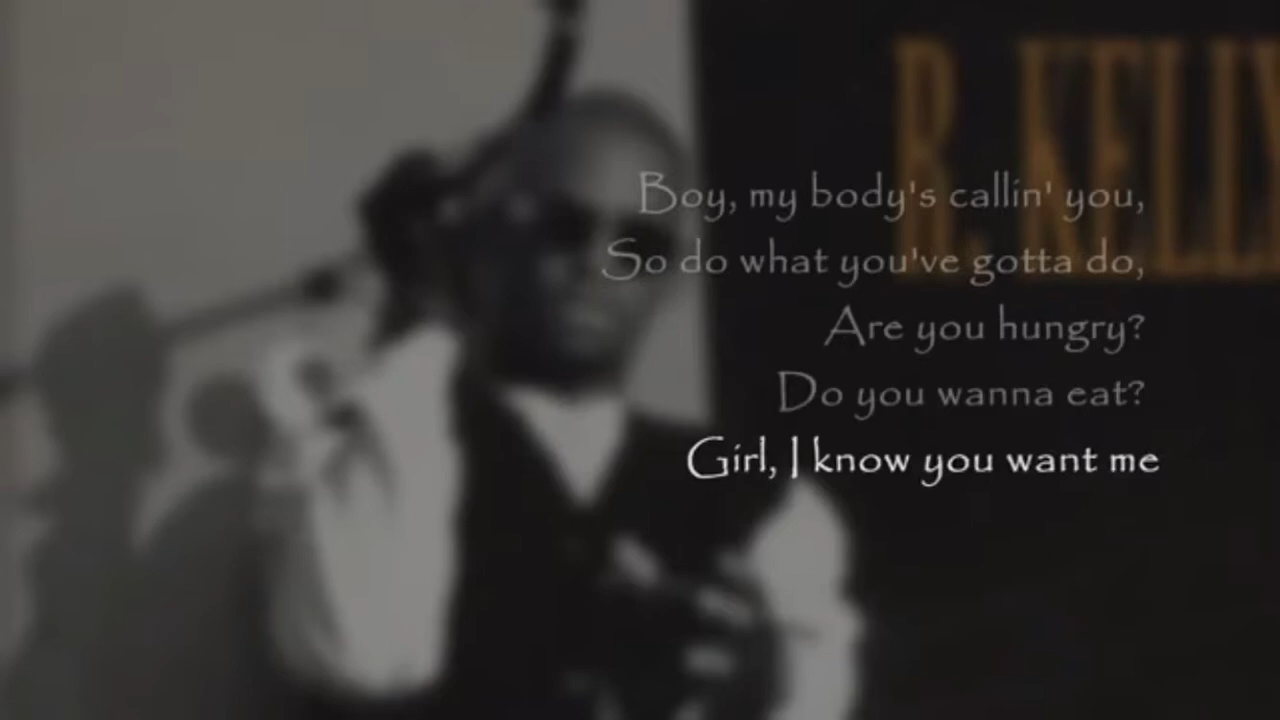 R. KELLY
Boy, my body's callin' you,
So do what you've gotta do,
Are you hungry?
Do you wanna eat?
Girl, I know you want me